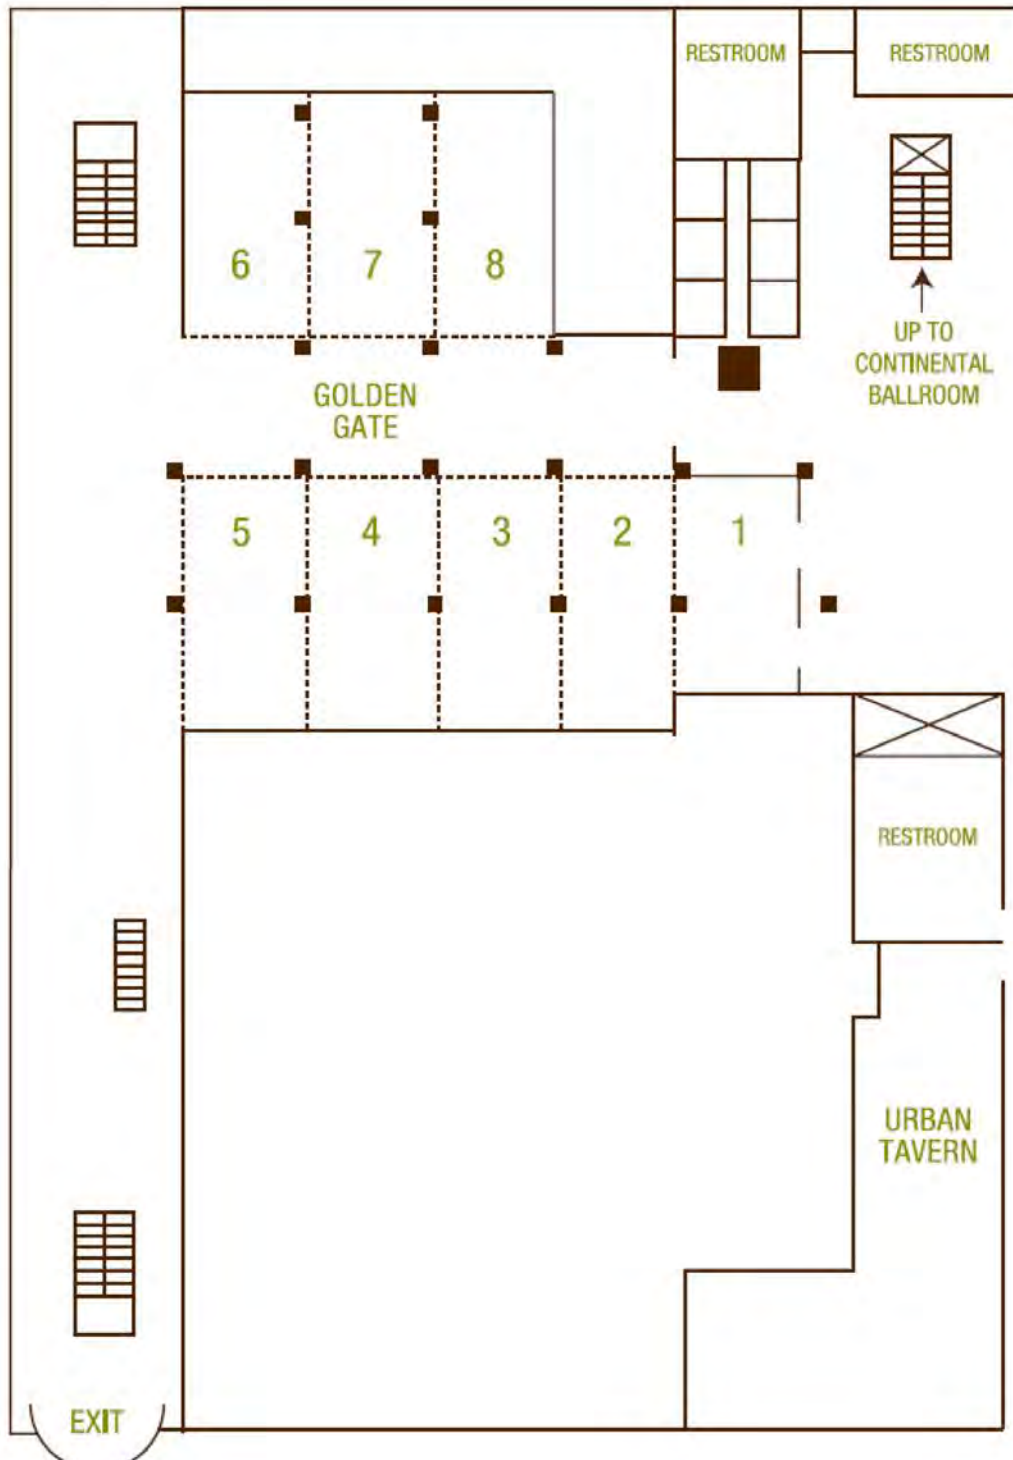 RESTROOM
RESTROOM
6
7
8
UP TO
CONTINENTAL
BALLROOM
GOLDEN
GATE
5
4
3
2
1
RESTROOM
URBAN
TAVERN
EXIT